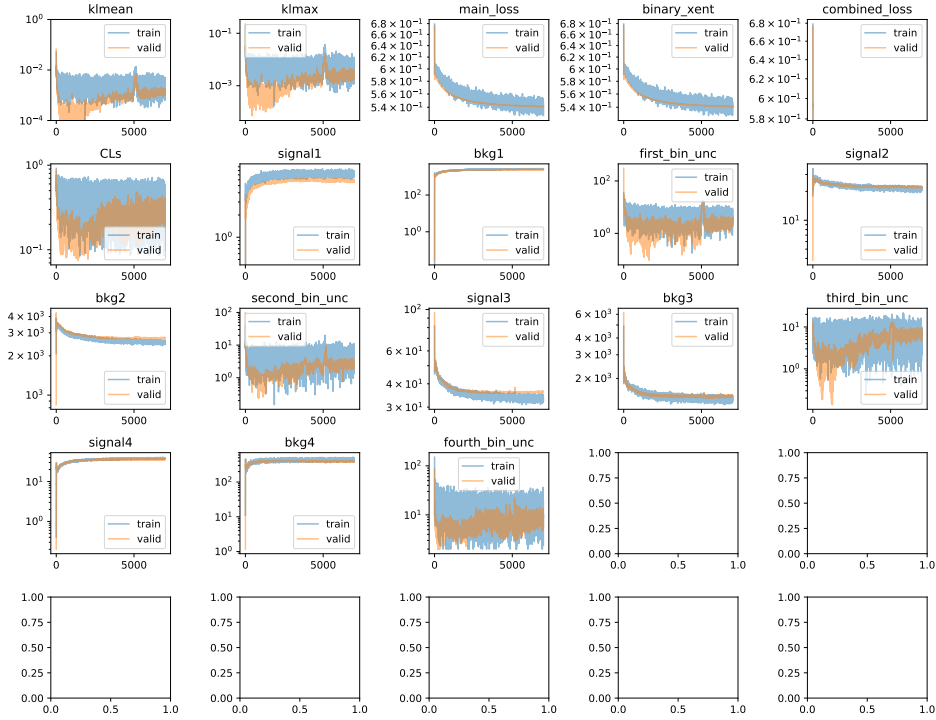 klmean klmax main_loss binary_xent combined_loss
10^0 10^-2 10^-4 0 5000 train valid
10^-1 10^-3 0 5000 train valid
6.8 × 10^-1 6.6 × 10^-1 6.4 × 10^-1 6.2 × 10^-1 6 × 10^-1 5.8 × 10^-1 5.6 × 10^-1 5.4 × 10^-1 0 5000 train valid
6.8 × 10^-1 6.6 × 10^-1 6.4 × 10^-1 6.2 × 10^-1 6 × 10^-1 5.8 × 10^-1 5.6 × 10^-1 5.4 × 10^-1 0 5000 train valid
6.8 × 10^-1 6.6 × 10^-1 6.4 × 10^-1 6.2 × 10^-1 6 × 10^-1 5.8 × 10^-1 0 5000 train valid
CLs signal1 bkg1 first_bin_unc signal2
10^0 10^-1 0 5000 train valid
10^0 0 5000 train valid
10^2 10^0 0 5000 train valid
10^2 10^0 0 5000 train valid
10^1 0 5000 train valid
bkg2 second_bin_unc signal3 bkg3 third_bin_unc
4 × 10^3 3 × 10^3 2 × 10^3 10^3 0 5000 train valid
10^2 10^1 10^0 0 5000 train valid
10^2 6 × 10^1 4 × 10^1 3 × 10^1 0 5000 train valid
6 × 10^3 4 × 10^3 3 × 10^3 2 × 10^3 0 5000 train valid
10^1 10^0 0 5000 train valid
signal4 bkg4 fourth_bin_unc
10^1 10^0 0 5000 train valid
10^2 10^1 10^0 0 5000 train valid
10^2 10^1 0 5000 train valid
1.00 0.75 0.50 0.25 0.00 0.0 0.5 1.0
1.00 0.75 0.50 0.25 0.00 0.0 0.5 1.0
1.00 0.75 0.50 0.25 0.00 0.0 0.5 1.0
1.00 0.75 0.50 0.25 0.00 0.0 0.5 1.0
1.00 0.75 0.50 0.25 0.00 0.0 0.5 1.0
1.00 0.75 0.50 0.25 0.00 0.0 0.5 1.0
1.00 0.75 0.50 0.25 0.00 0.0 0.5 1.0